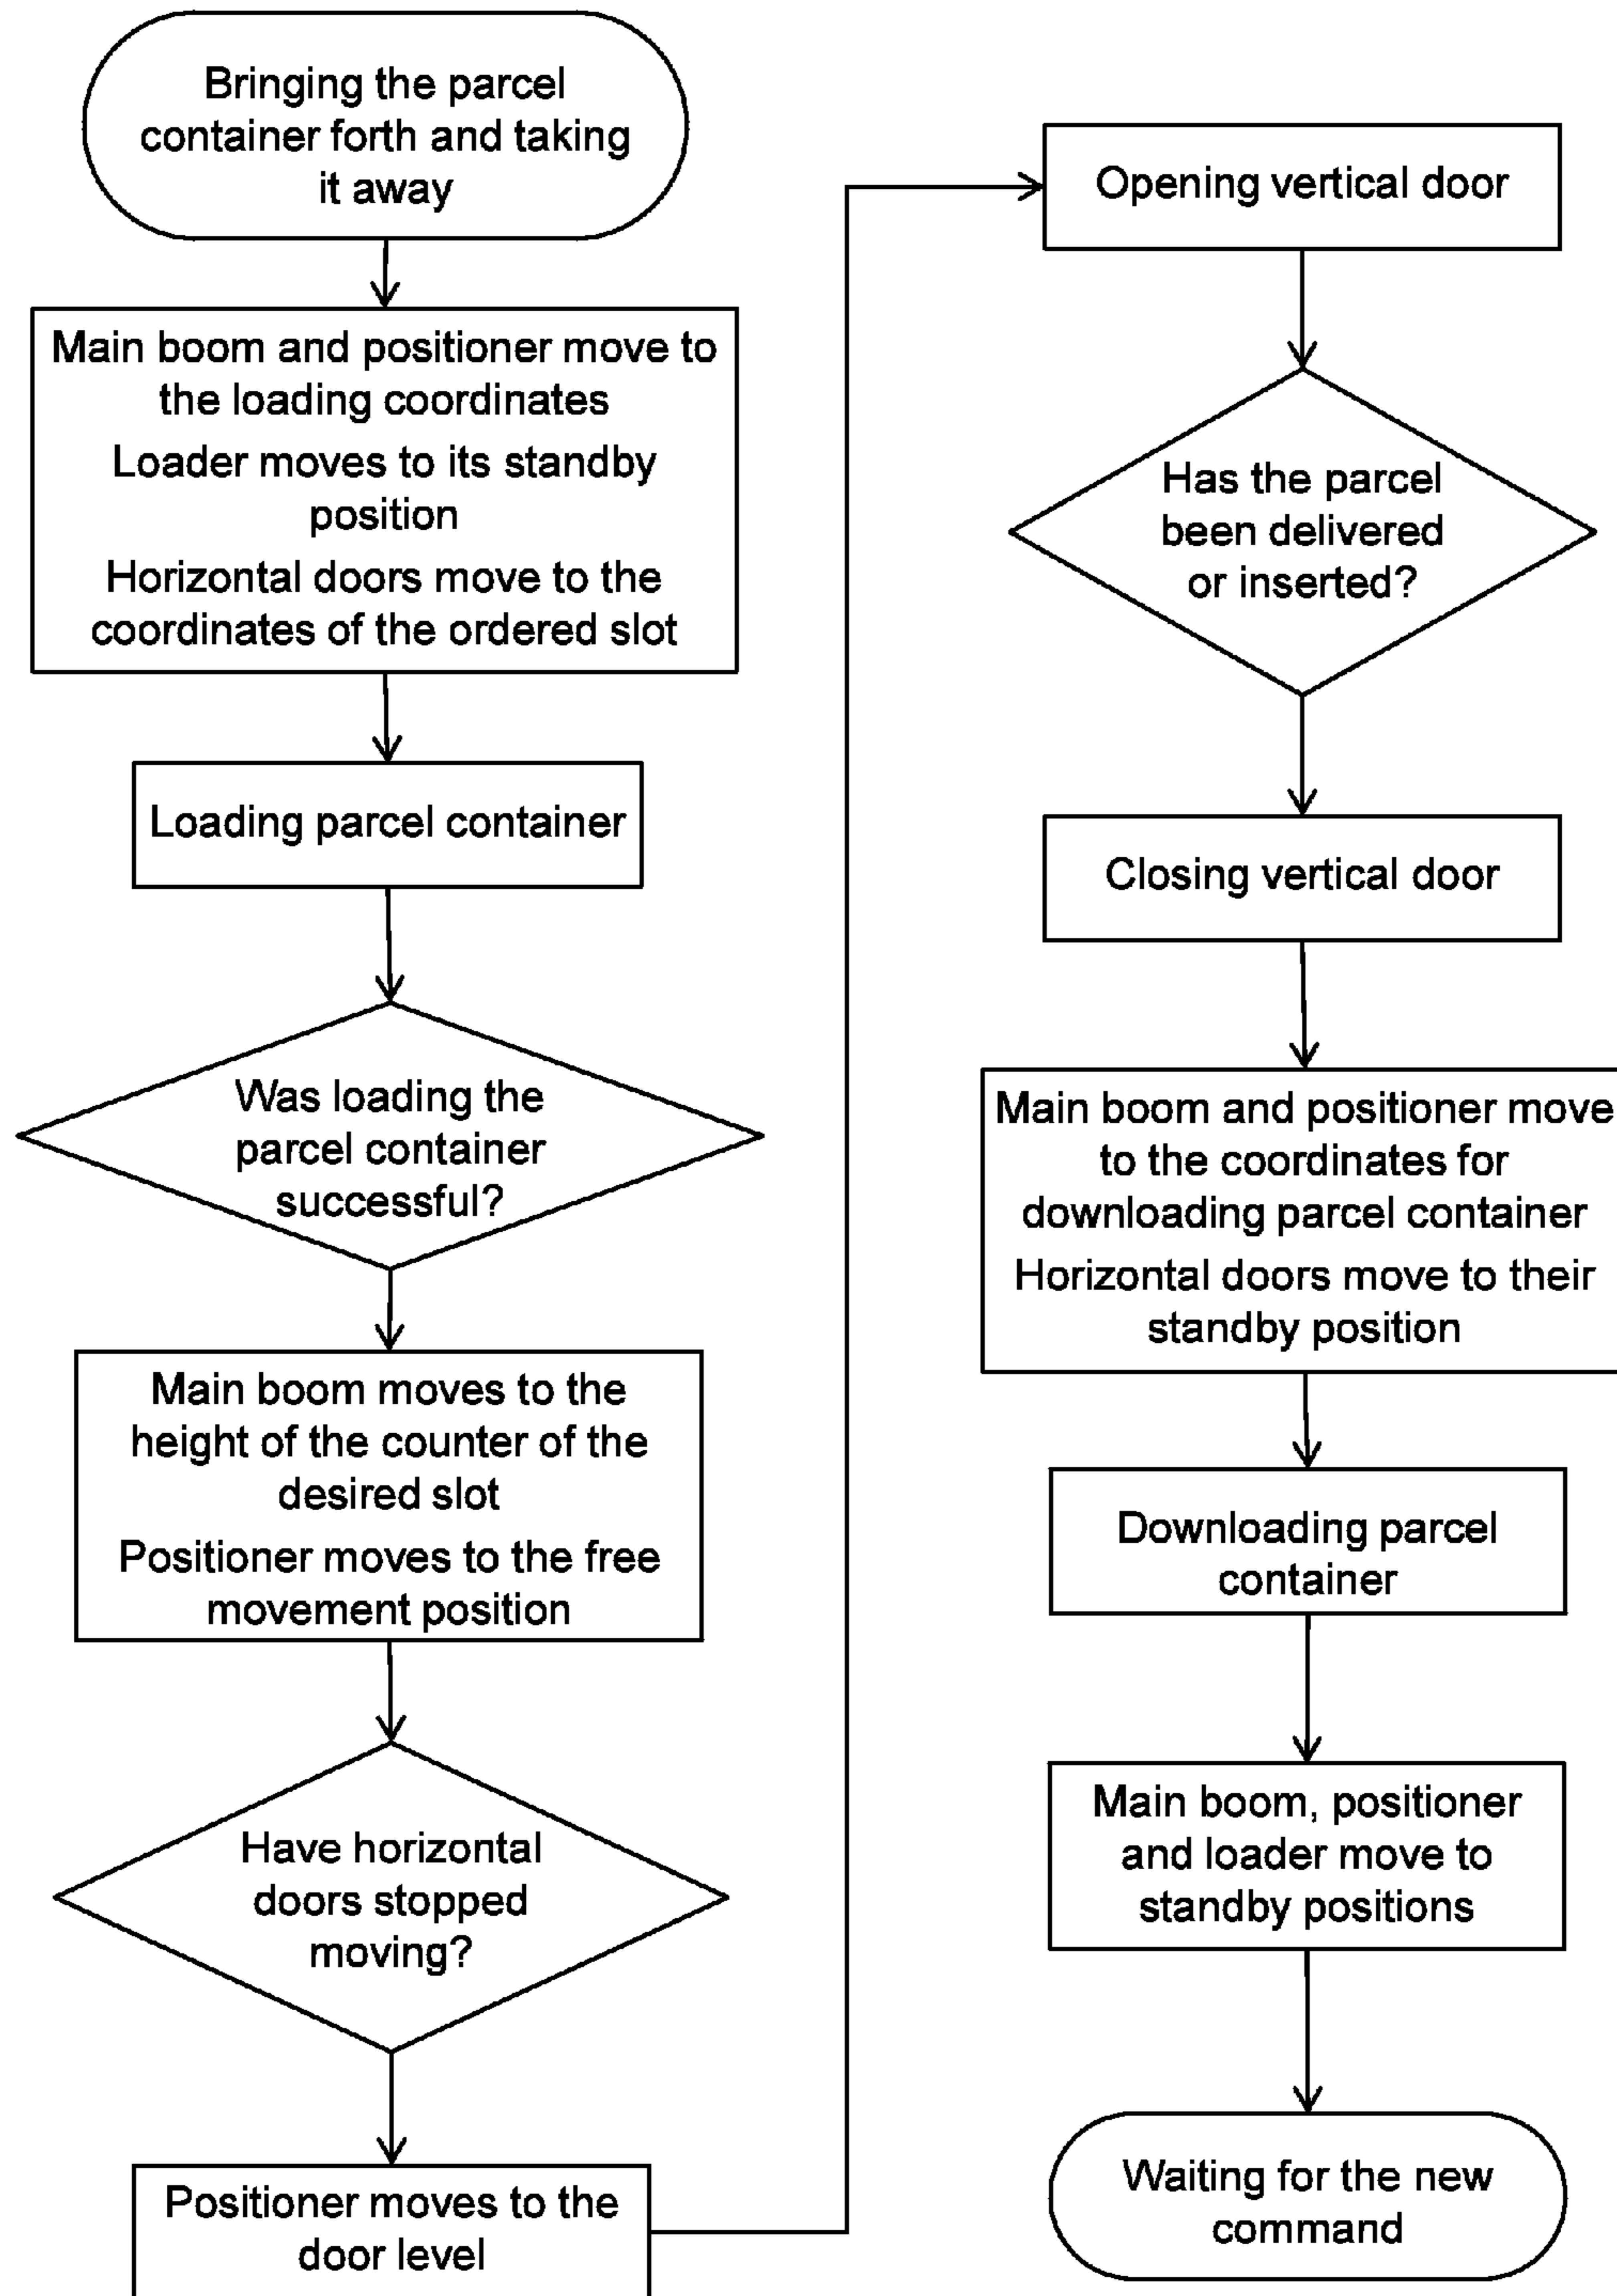 Bringing the parcel
container forth and taking
it away
Main boom and positioner move to
the loading coordinates
Loader moves to its standby
position
Horizontal doors move to the
coordinates of the ordered slot
Loading parcel container
Was loading the
parcel container
successful?
Main boom moves to the
height of the counter of the
desired slot
Positioner moves to the free
movement position
Have horizontal
doors stopped
moving?
Positioner moves to the
door level
Opening vertical door
Has the parcel
been delivered
or inserted?
Closing vertical door
Main boom and positioner move
to the coordinates for
downloading parcel container
Horizontal doors move to their
standby position
Downloading parcel
container
Main boom, positioner
and loader move to
standby positions
Waiting for the new
command